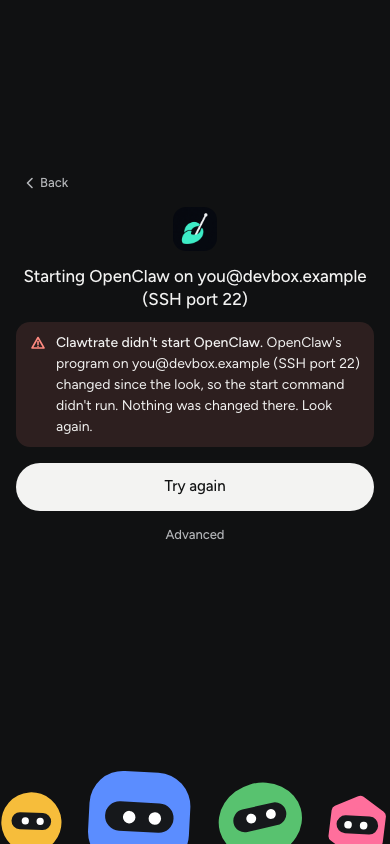 Back
Starting OpenClaw on you@devbox.example
(SSH port 22)
Clawtrate didn't start OpenClaw. OpenClaw's
program on you@devbox.example (SSH port 22)
changed since the look, so the start command
didn't run. Nothing was changed there. Look
again.
Try again
Advanced